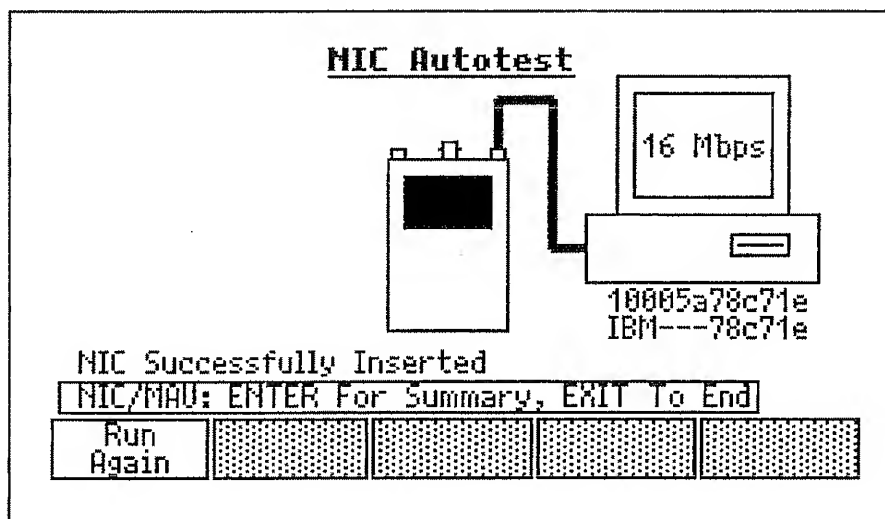 NIC Autotest
16 Mbps
10005a78c71e
IBM---78c71e
NIC Successfully Inserted
NIC/MAU: ENTER For Summary, EXIT To End
Run
Again